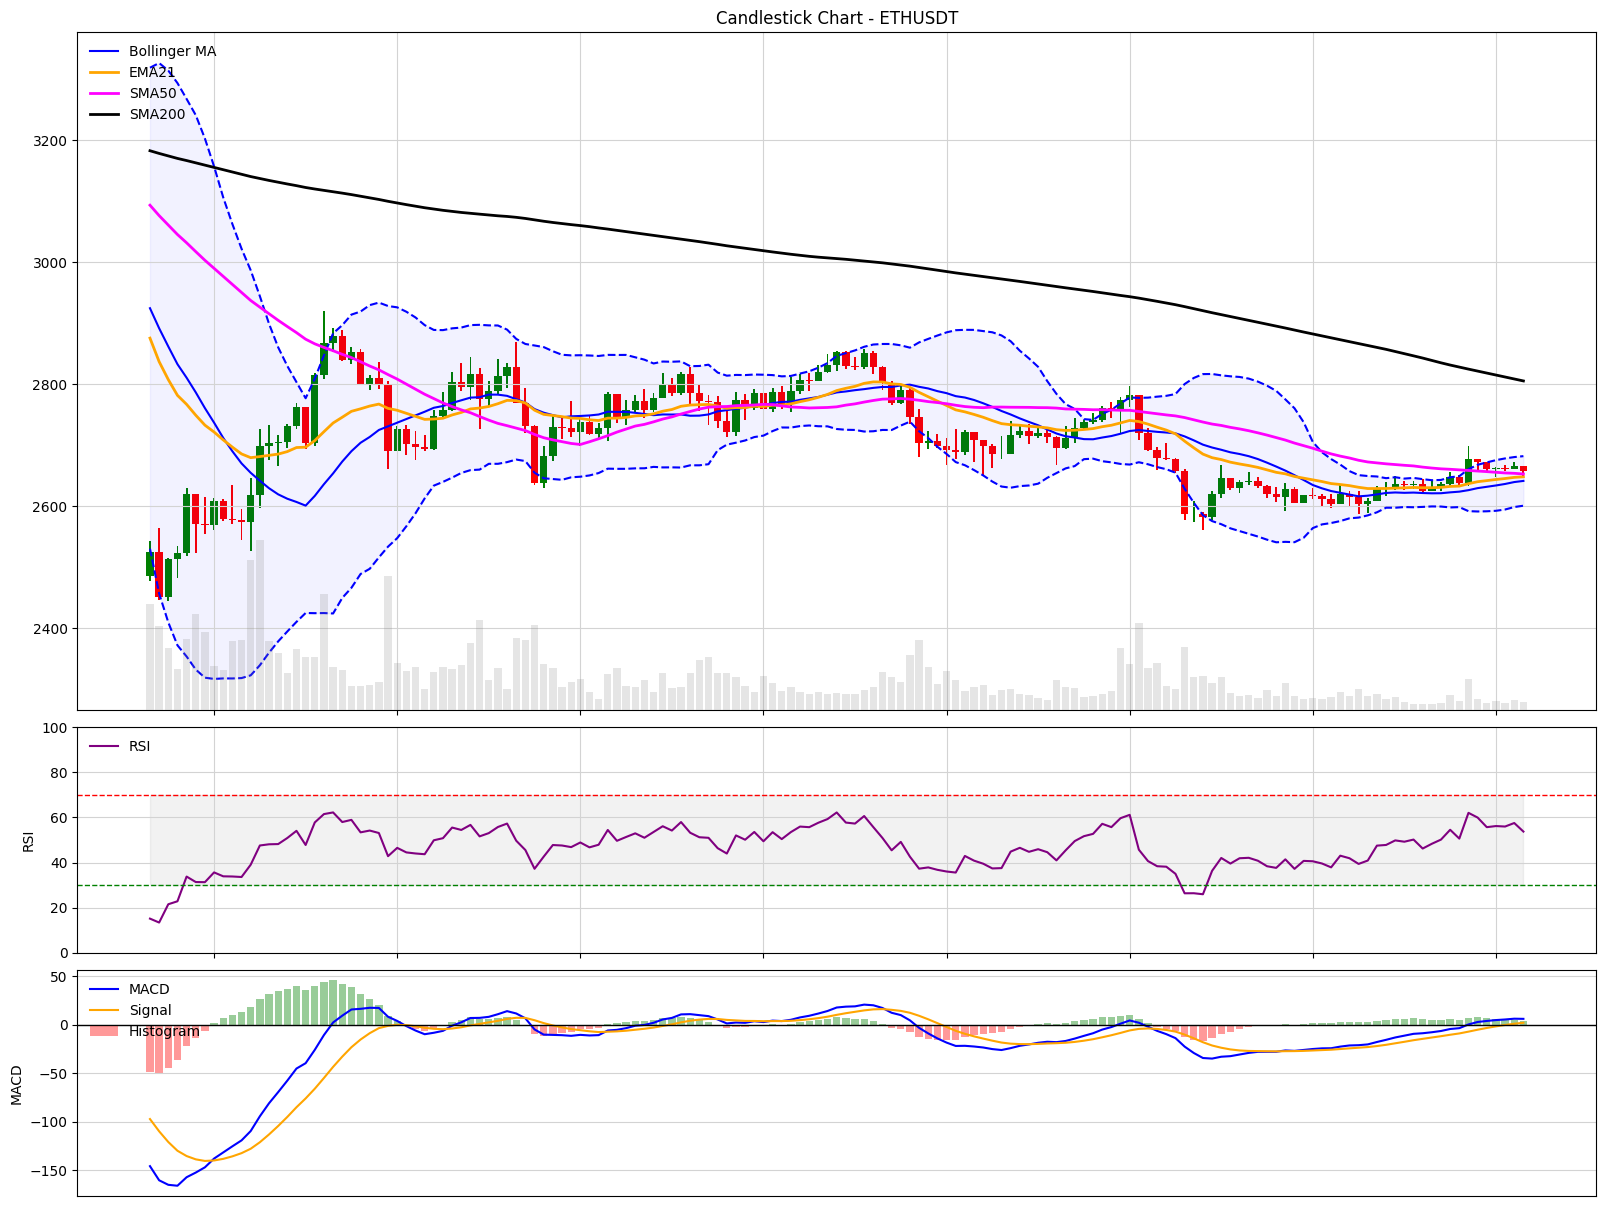 Candlestick Chart - ETHUSDT
Bollinger MA
EMA21
SMA50
SMA200
3200
3000
2800
2600
2400
100
80
60
40
20
0
RSI
RSI
50
0
−50
−100
−150
MACD
MACD
Signal
Histogram